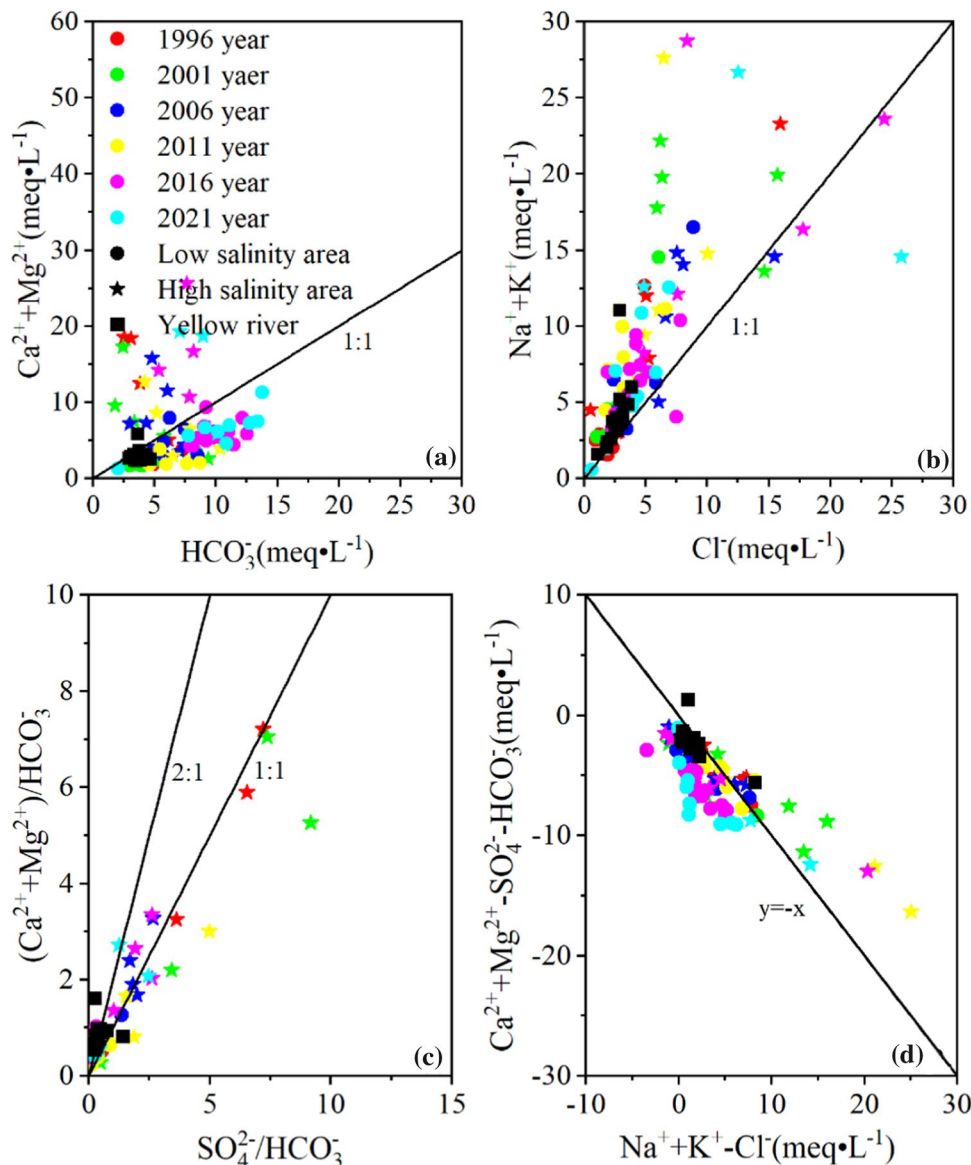 60
50
40
30
20
10
0
Ca²⁺+Mg²⁺(meq•L⁻¹)
1996 year
2001 yaer
2006 year
2011 year
2016 year
2021 year
Low salinity area
High salinity area
Yellow river
1:1
(a)
0 5 10 15 20 25 30
HCO₃⁻(meq•L⁻¹)
30
25
20
15
10
5
0
Na⁺+K⁺(meq•L⁻¹)
1:1
(b)
0 5 10 15 20 25 30
Cl⁻(meq•L⁻¹)
10
8
6
4
2
0
(Ca²⁺+Mg²⁺)/HCO₃⁻
2:1
1:1
(c)
0 5 10 15
SO₄²⁻/HCO₃⁻
10
0
-10
-20
-30
Ca²⁺+Mg²⁺-SO₄²⁻-HCO₃⁻(meq•L⁻¹)
y=-x
(d)
-10 0 10 20 30
Na⁺+K⁺-Cl⁻(meq•L⁻¹)